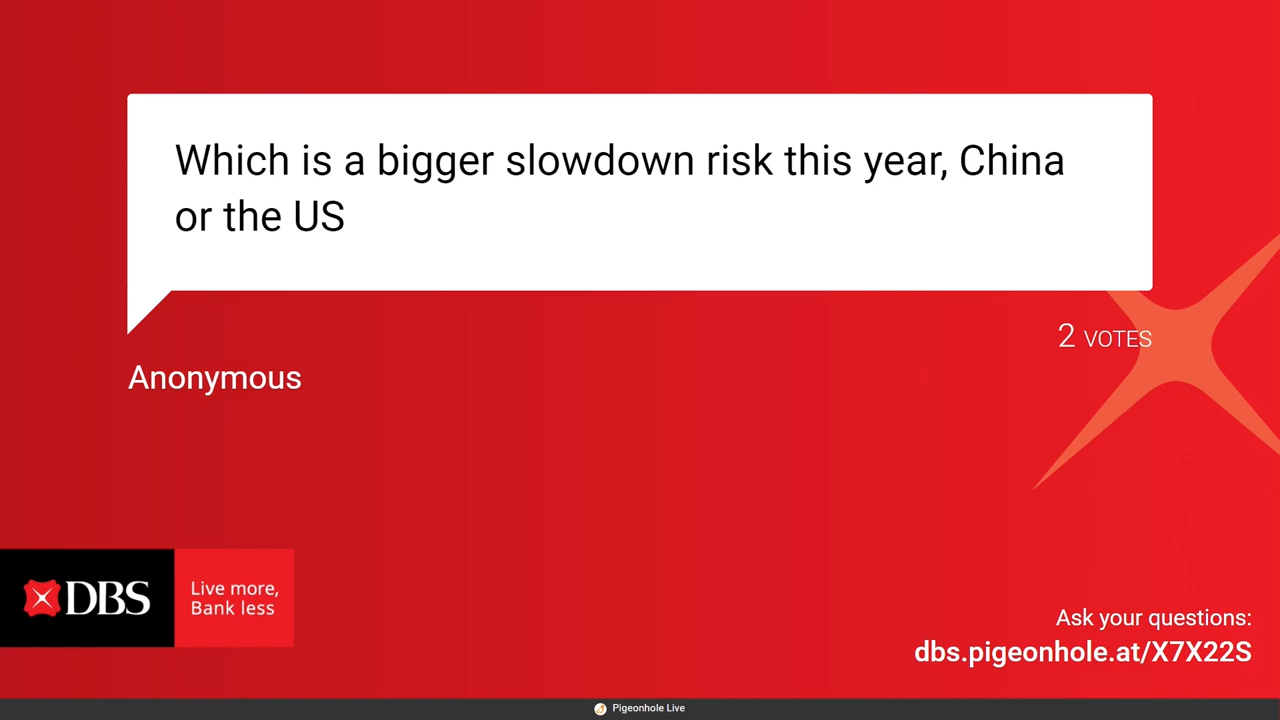 Which is a bigger slowdown risk this year, China
or the US
2 VOTES
Anonymous
DBS
Live more,
Bank less
Ask your questions:
dbs.pigeonhole.at/X7X22S
Pigeonhole Live